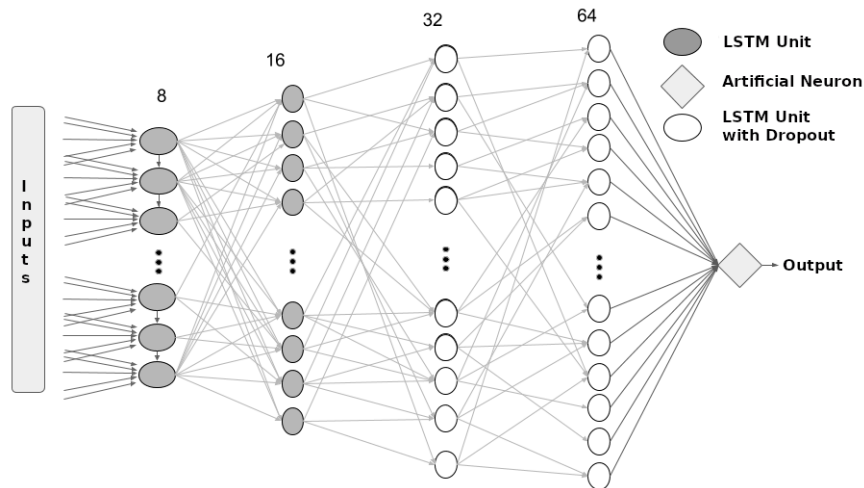 64
32
16
8
LSTM Unit
Artificial Neuron
LSTM Unit
with Dropout
Inputs
Output